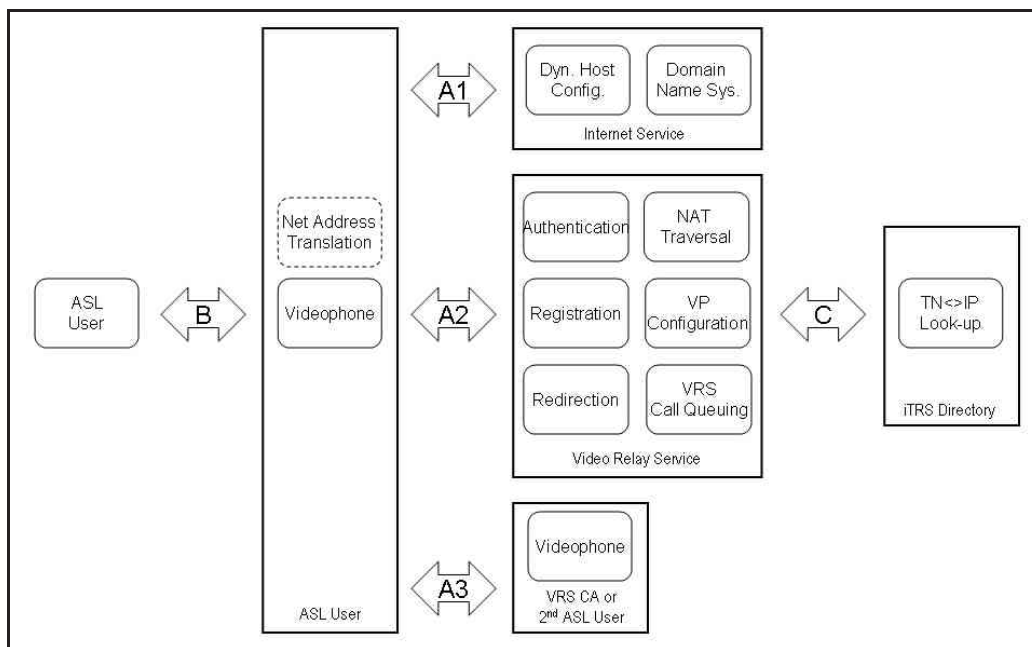 Dyn. Host
Config.
Domain
Name Sys.
A1
Internet Service
Net Address
Translation
Authentication
NAT
Traversal
ASL
User
B
Videophone
A2
Registration
VP
Configuration
C
TN<>IP
Look-up
Redirection
VRS
Call Queuing
iTRS Directory
Video Relay Service
Videophone
A3
VRS CA or
2nd ASL User
ASL User